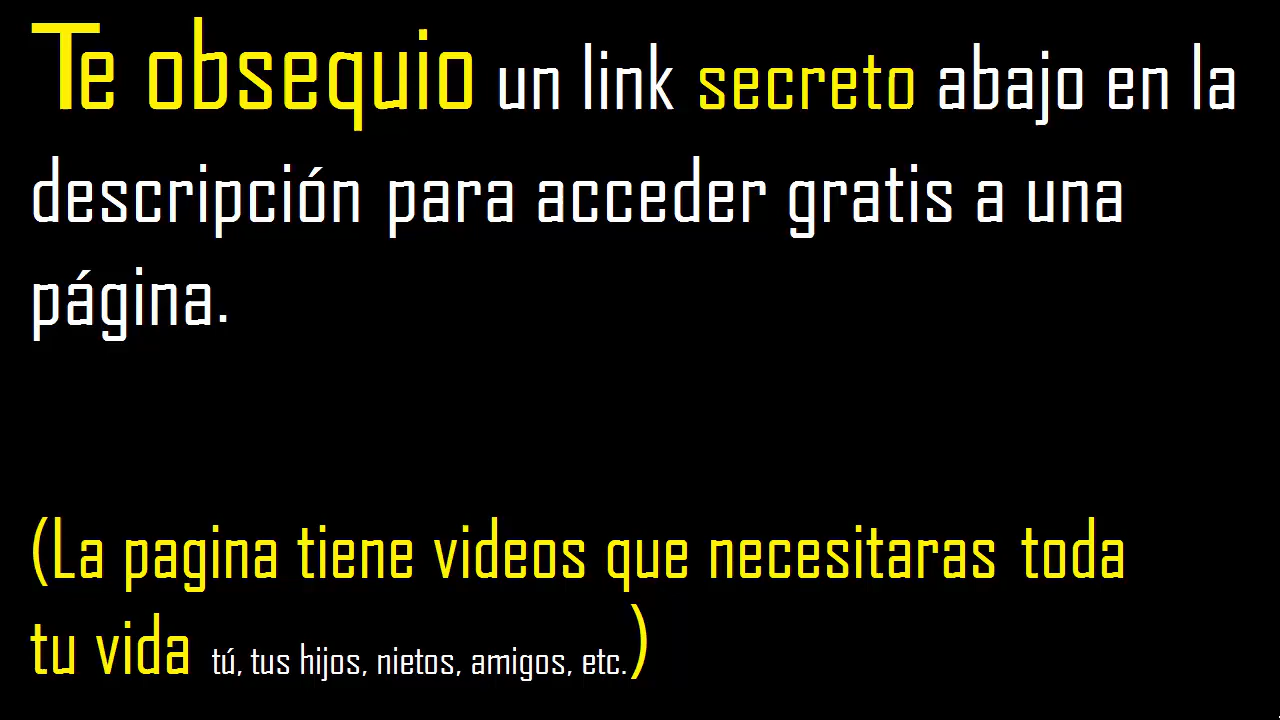 Te obsequio un link secreto abajo en la
descripción para acceder gratis a una
página.
(La pagina tiene videos que necesitaras toda
tu vida tú, tus hijos, nietos, amigos, etc.)